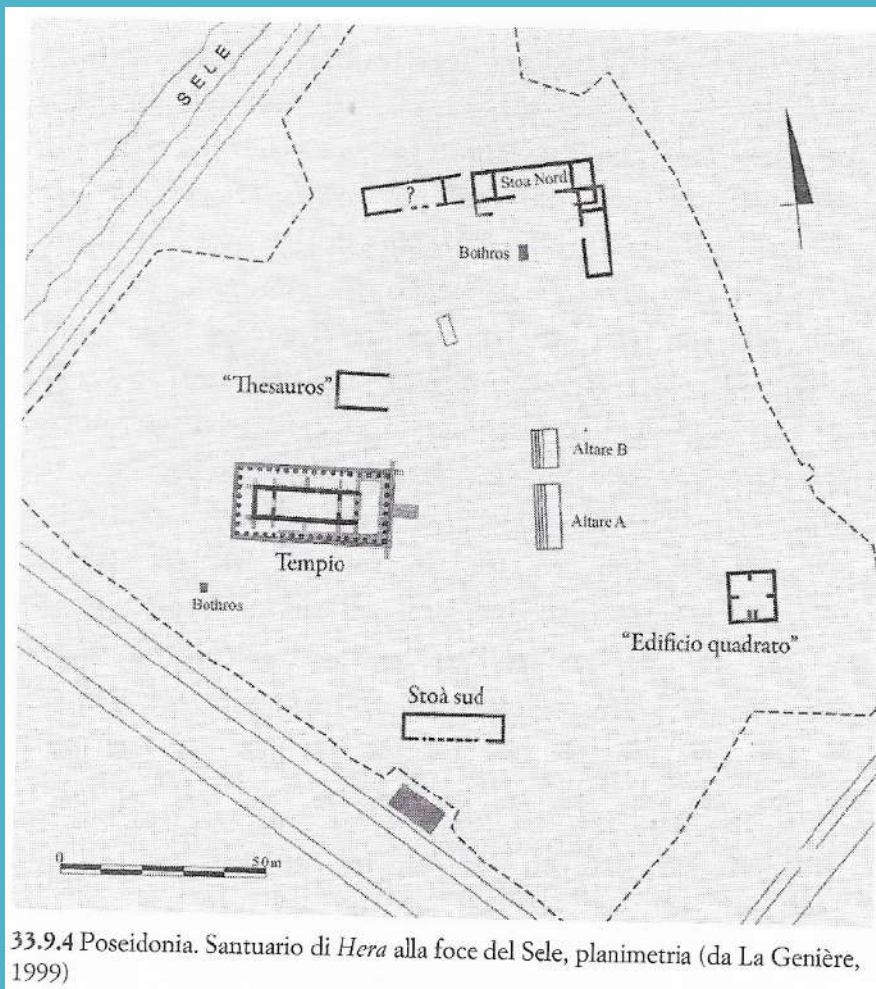 SELE
?
Stoa Nord
Bothros
"Thesauros"
Altare B
Altare A
Tempio
Bothros
"Edificio quadrato"
Stoà sud
0
50m
33.9.4 Poseidonia. Santuario di Hera alla foce del Sele, planimetria (da La Genière,
1999)